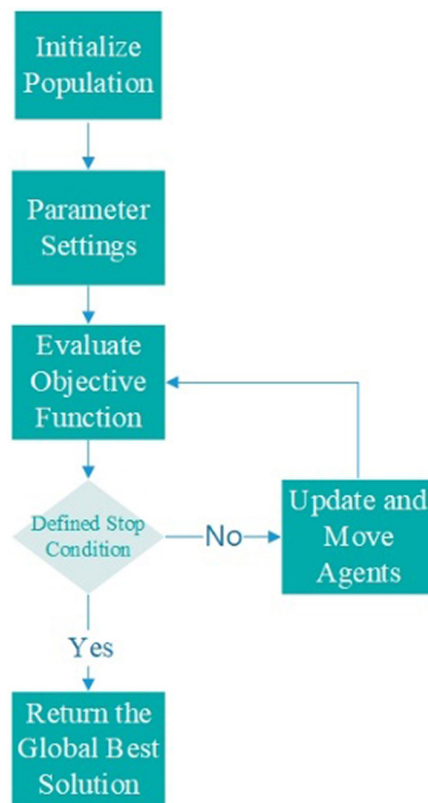 Initialize
Population
Parameter
Settings
Evaluate
Objective
Function
Defined Stop
Condition
No
Update and
Move
Agents
Yes
Return the
Global Best
Solution